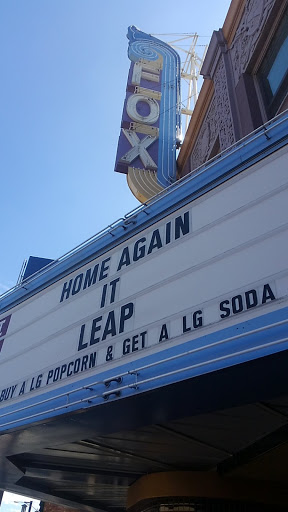 FOX
HOME AGAIN
IT
LEAP
BUY A LG POPCORN & GET A LG SODA